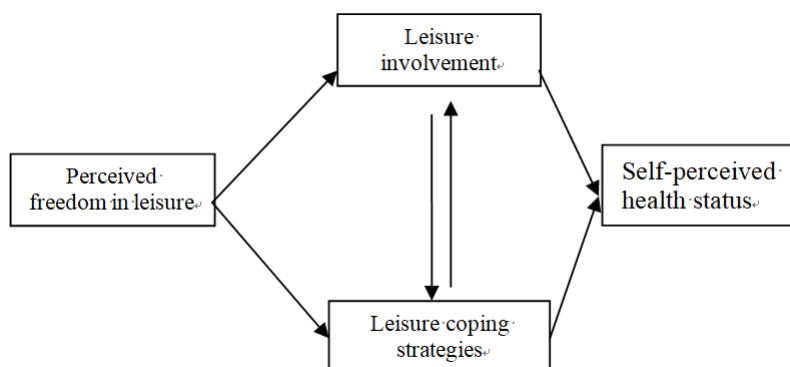 Leisure
involvement
Perceived
freedom in leisure
Self-perceived
health status
Leisure coping
strategies